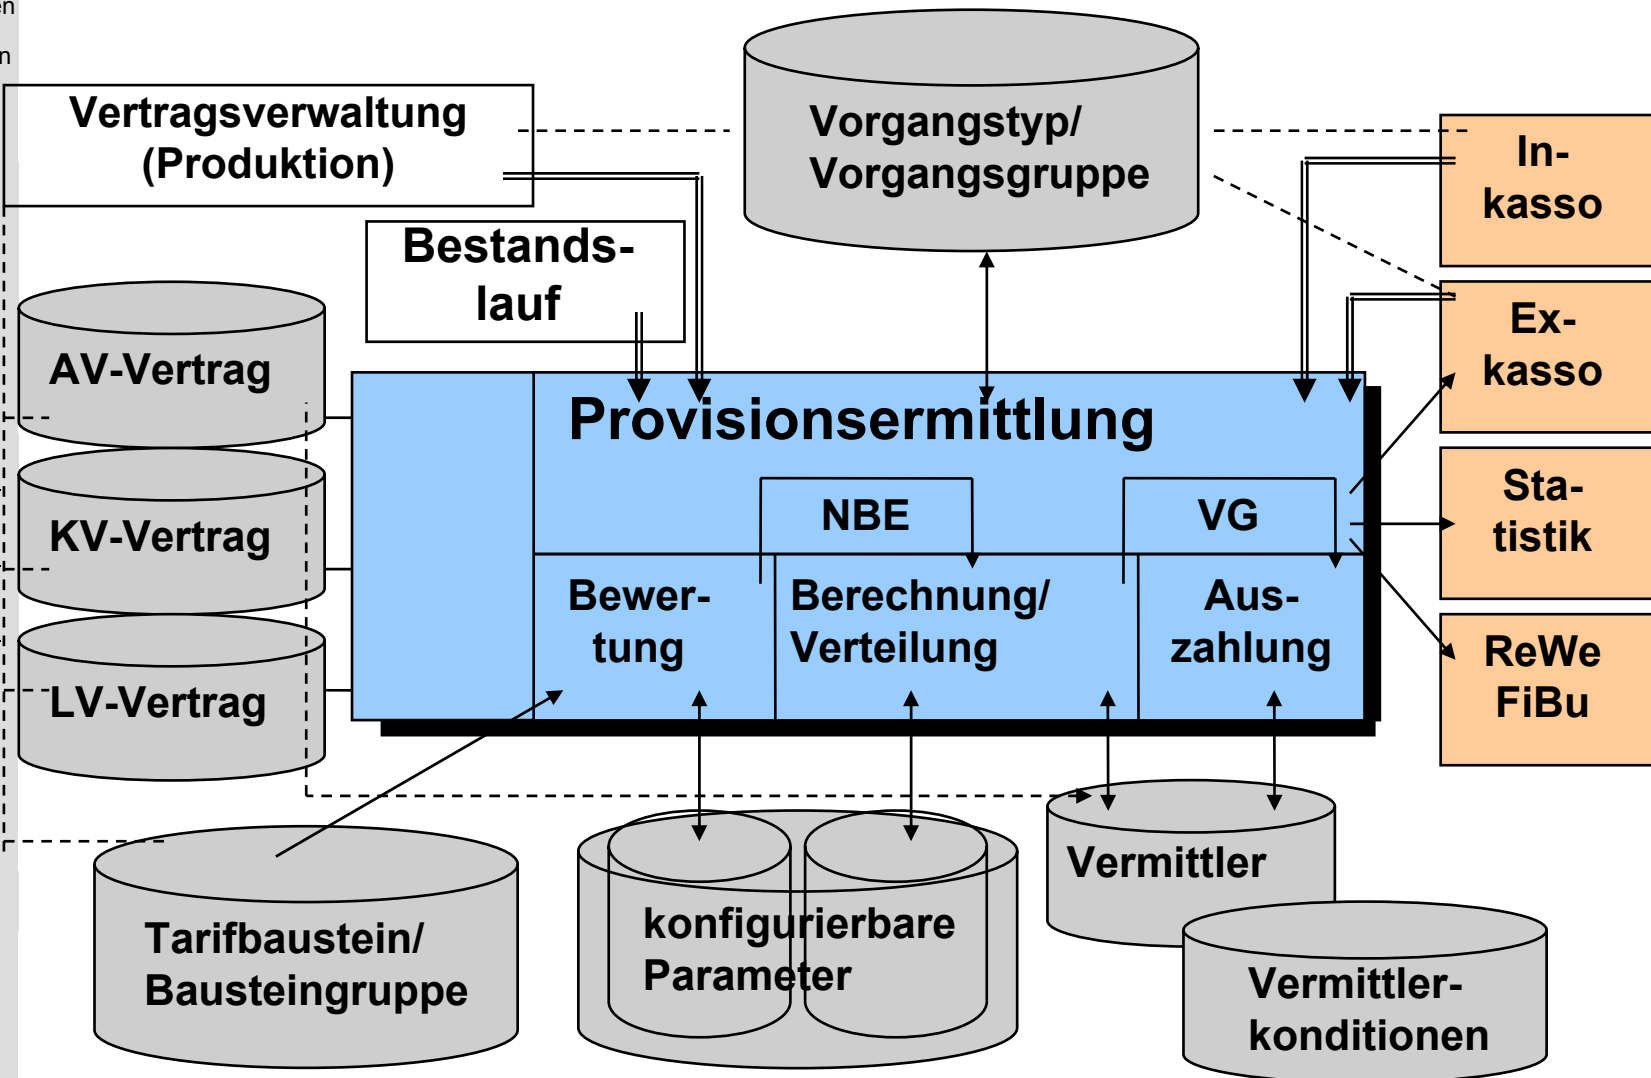 en
n
Vertragsverwaltung
(Produktion)
Vorgangstyp/
Vorgangsgruppe
In-
kasso
Bestands-
lauf
Ex-
kasso
AV-Vertrag
Provisionsermittlung
KV-Vertrag
NBE
VG
Sta-
tistik
Bewer-
tung
Berechnung/
Verteilung
Aus-
zahlung
LV-Vertrag
ReWe
FiBu
Tarifbaustein/
Bausteingruppe
konfigurierbare
Parameter
Vermittler
Vermittler-
konditionen